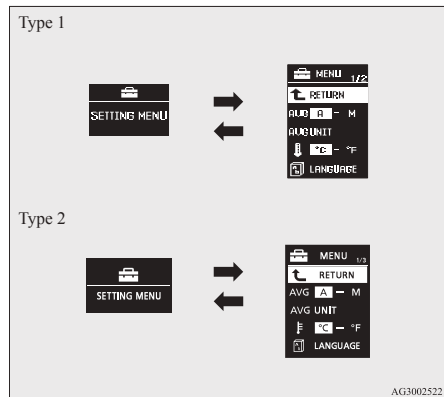 Type 1
SETTING MENU
MENU 1/2
RETURN
AVG A – M
AVG UNIT
°C – °F
LANGUAGE
Type 2
SETTING MENU
MENU 1/3
RETURN
AVG A – M
AVG UNIT
°C – °F
LANGUAGE
AG3002522